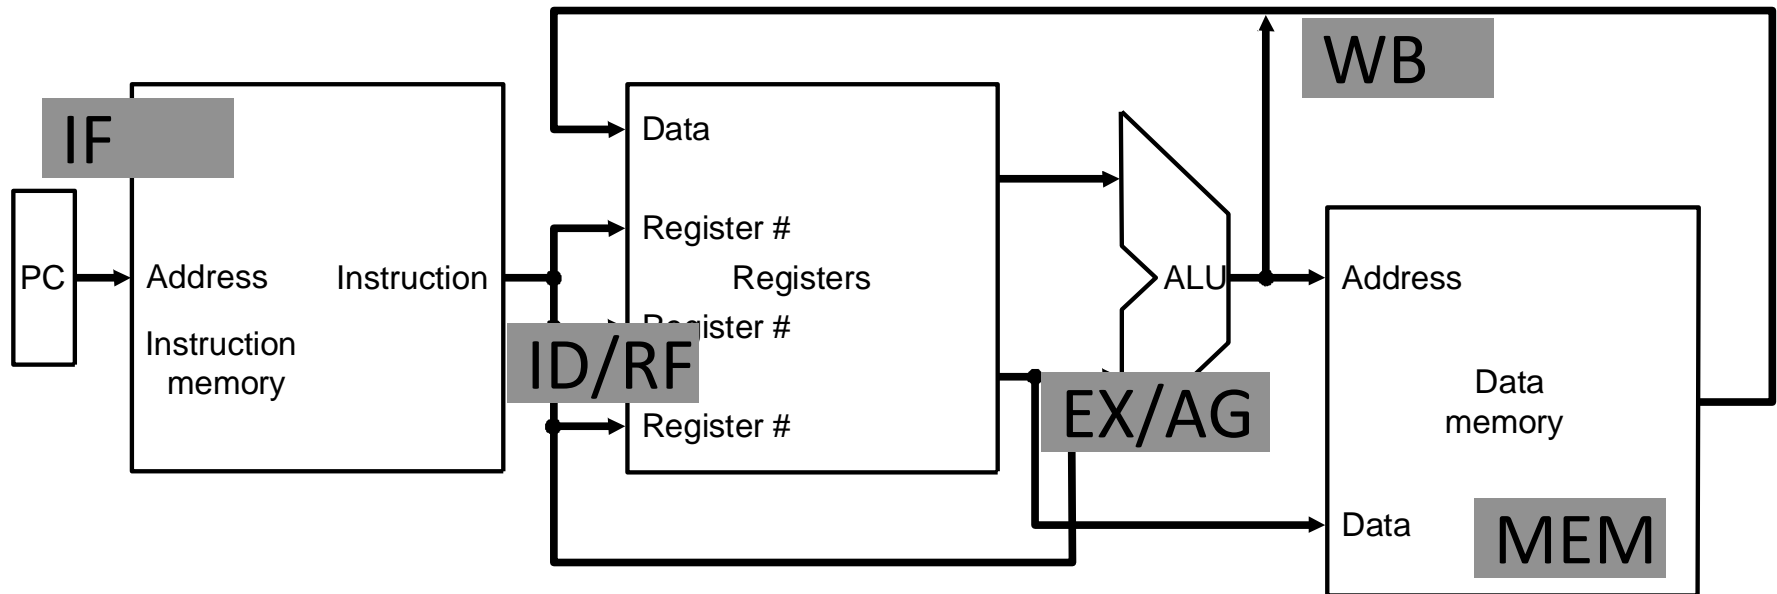 WB
IF
Data
Register #
PC
Address
Instruction
Registers
ALU
Address
Instruction
memory
Register #
ID/RF
Data
memory
EX/AG
Register #
Data
MEM